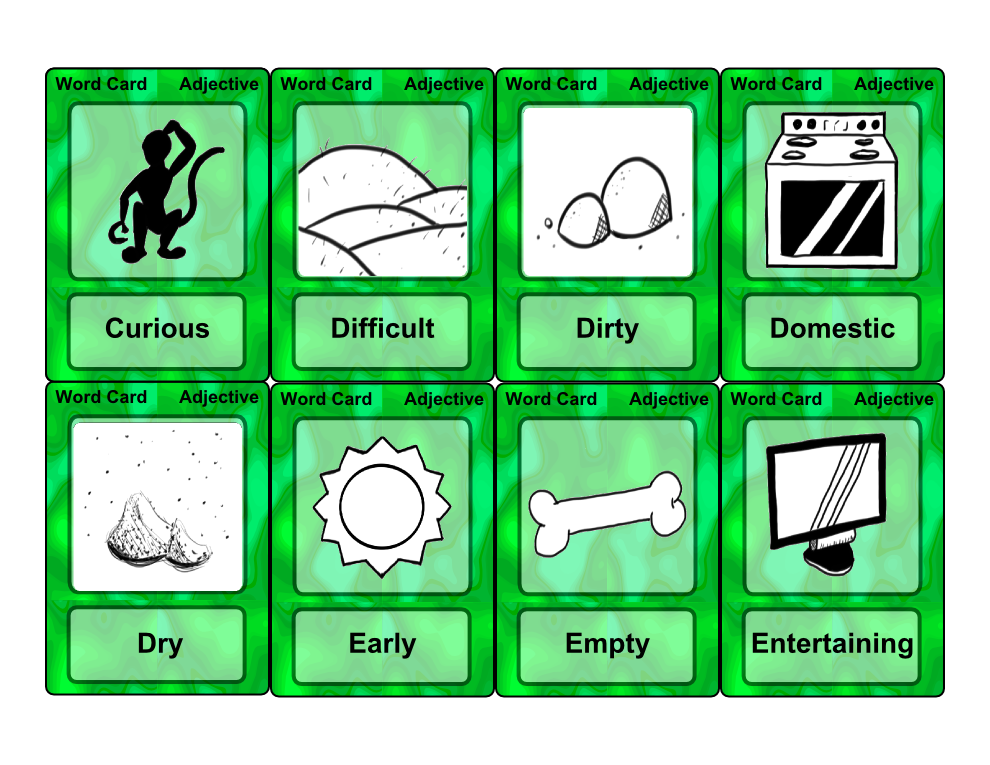 Word Card Adjective
Curious
Word Card Adjective
Difficult
Word Card Adjective
Dirty
Word Card Adjective
Domestic
Word Card Adjective
Dry
Word Card Adjective
Early
Word Card Adjective
Empty
Word Card Adjective
Entertaining